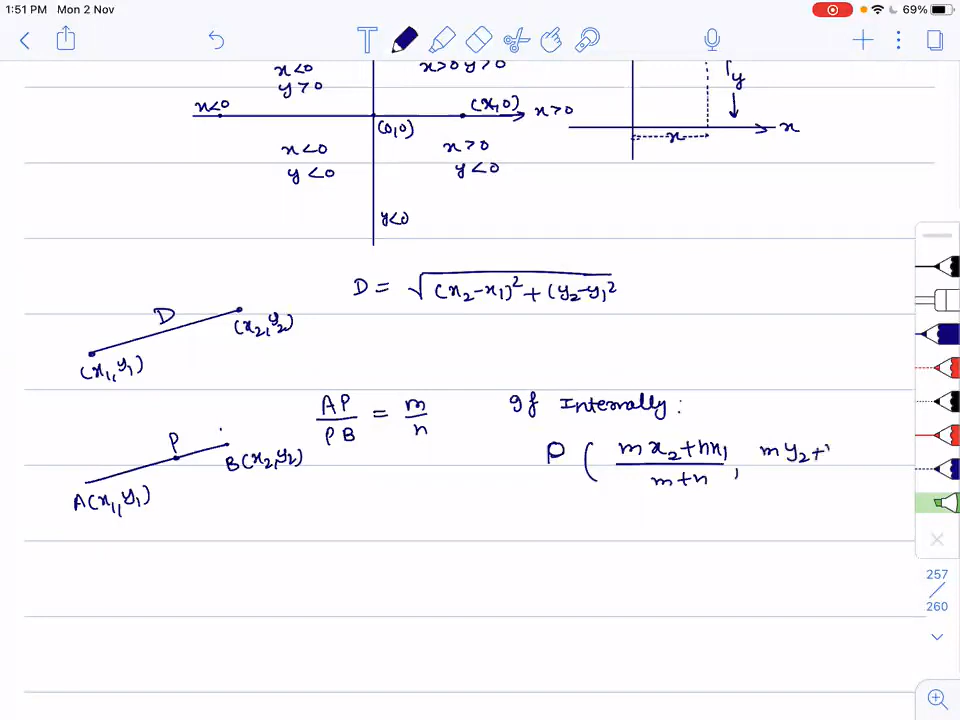 1:51 PM Mon 2 Nov
69%
x<0
y>0
x>0 y>0
y
x<0
(x,0)
x>0
(0,0)
x
x
x<0
y<0
x>0
y<0
y<0
D = √(x₂-x₁)² + (y₂-y₁²
D
(x₁,y₁)
(x₂,y₂)
AP/PB = m/n
If Internally :
P ( mx₂+nx₁/m+n , my₂+
P
A(x₁,y₁)
B(x₂,y₂)
257
/
260